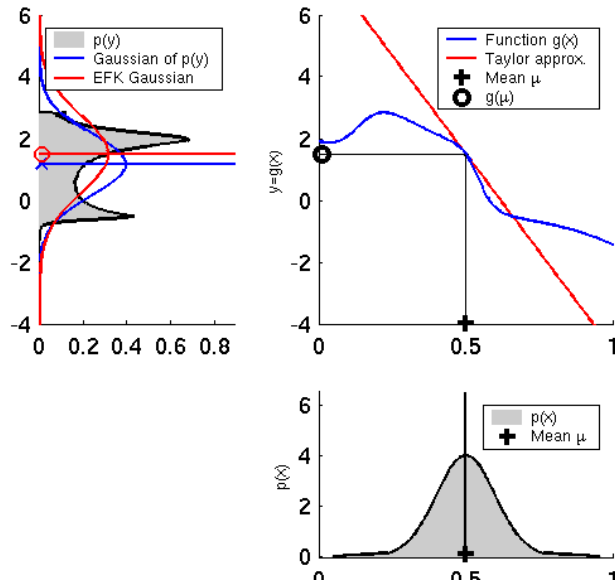 6
4
2
0
-2
-4
0 0.2 0.4 0.6 0.8
p(y)
Gaussian of p(y)
EFK Gaussian
y=g(x)
6
4
2
0
-2
-4
0 0.5 1
Function g(x)
Taylor approx.
Mean μ
g(μ)
p(x)
6
4
2
0
0 0.5 1
p(x)
Mean μ